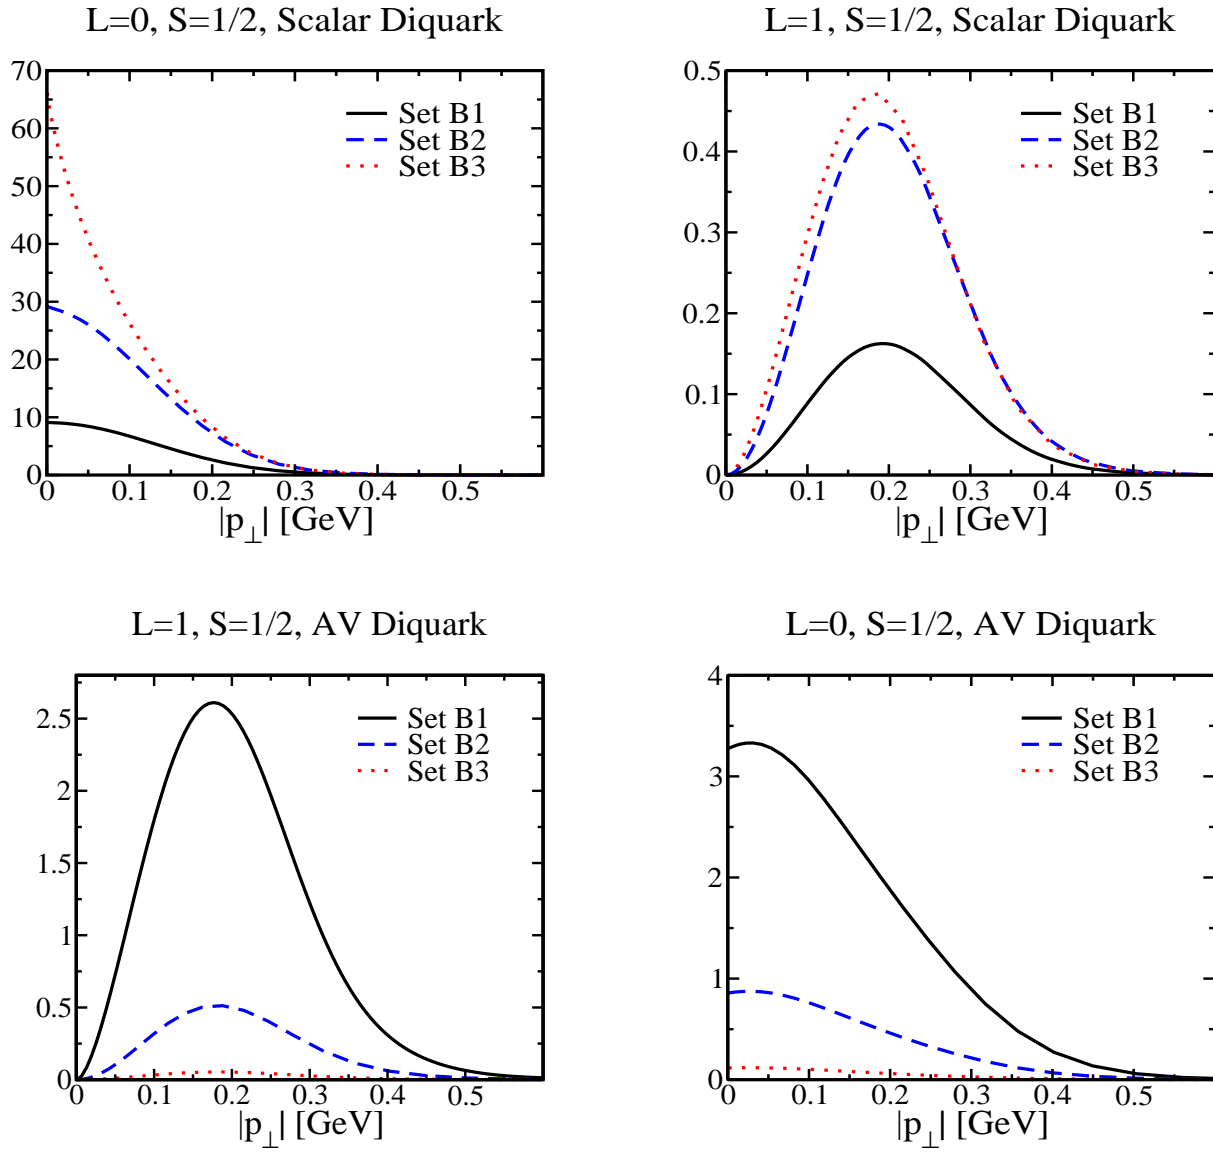 L=0, S=1/2, Scalar Diquark
70
60
50
40
30
20
10
0
0 0.1 0.2 0.3 0.4 0.5
|p⊥| [GeV]
Set B1
Set B2
Set B3
L=1, S=1/2, Scalar Diquark
0.5
0.4
0.3
0.2
0.1
0
0 0.1 0.2 0.3 0.4 0.5
|p⊥| [GeV]
Set B1
Set B2
Set B3
L=1, S=1/2, AV Diquark
2.5
2
1.5
1
0.5
0
0 0.1 0.2 0.3 0.4 0.5
|p⊥| [GeV]
Set B1
Set B2
Set B3
L=0, S=1/2, AV Diquark
4
3
2
1
0
0 0.1 0.2 0.3 0.4 0.5
|p⊥| [GeV]
Set B1
Set B2
Set B3